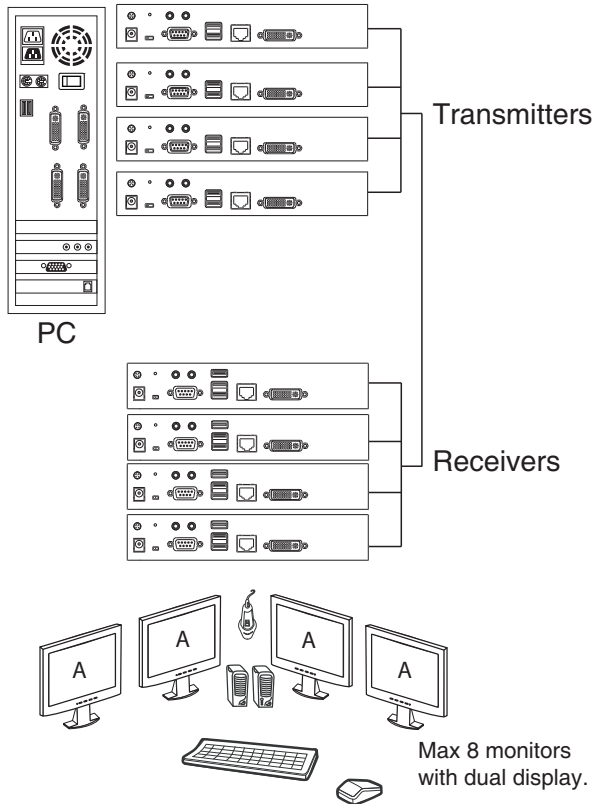 Transmitters
PC
Receivers
A
A
A
A
Max 8 monitors
with dual display.